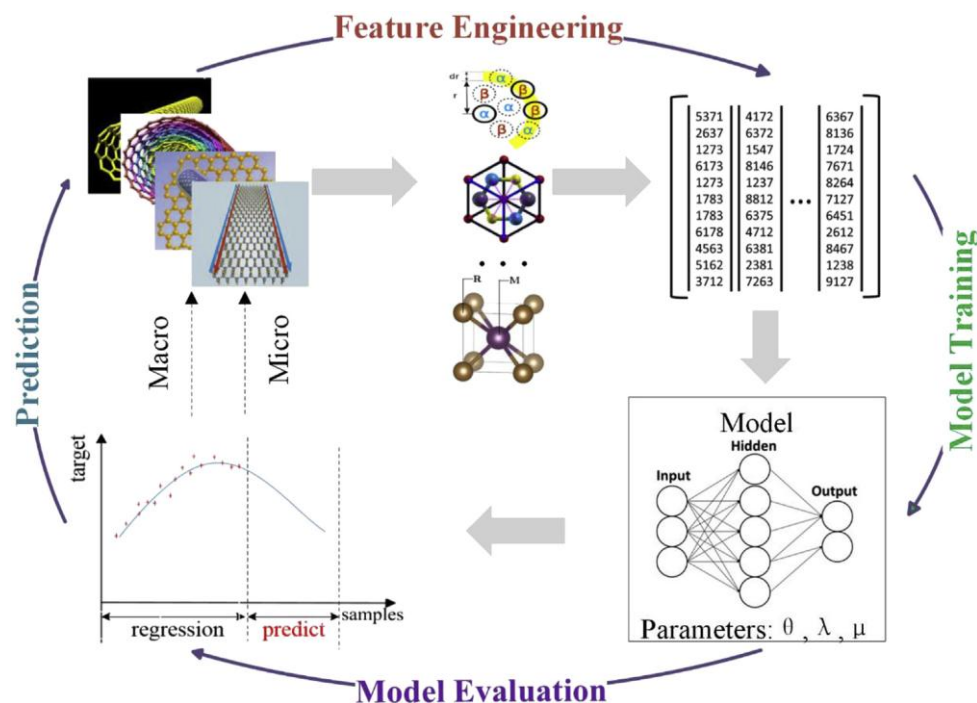 Feature Engineering
dr
r
α
β
β
α
α
β
β
α
R
M
5371 4172 6367
2637 6372 8136
1273 1547 1724
6173 8146 7671
1273 1237 8264
1783 8812 ... 7127
1783 6375 6451
6178 4712 2612
4563 6381 8467
5162 2381 1238
3712 7263 9127
Model Training
Model
Hidden
Input
Output
Parameters: θ , λ , μ
Model Evaluation
target
samples
regression
predict
Macro
Micro
Prediction